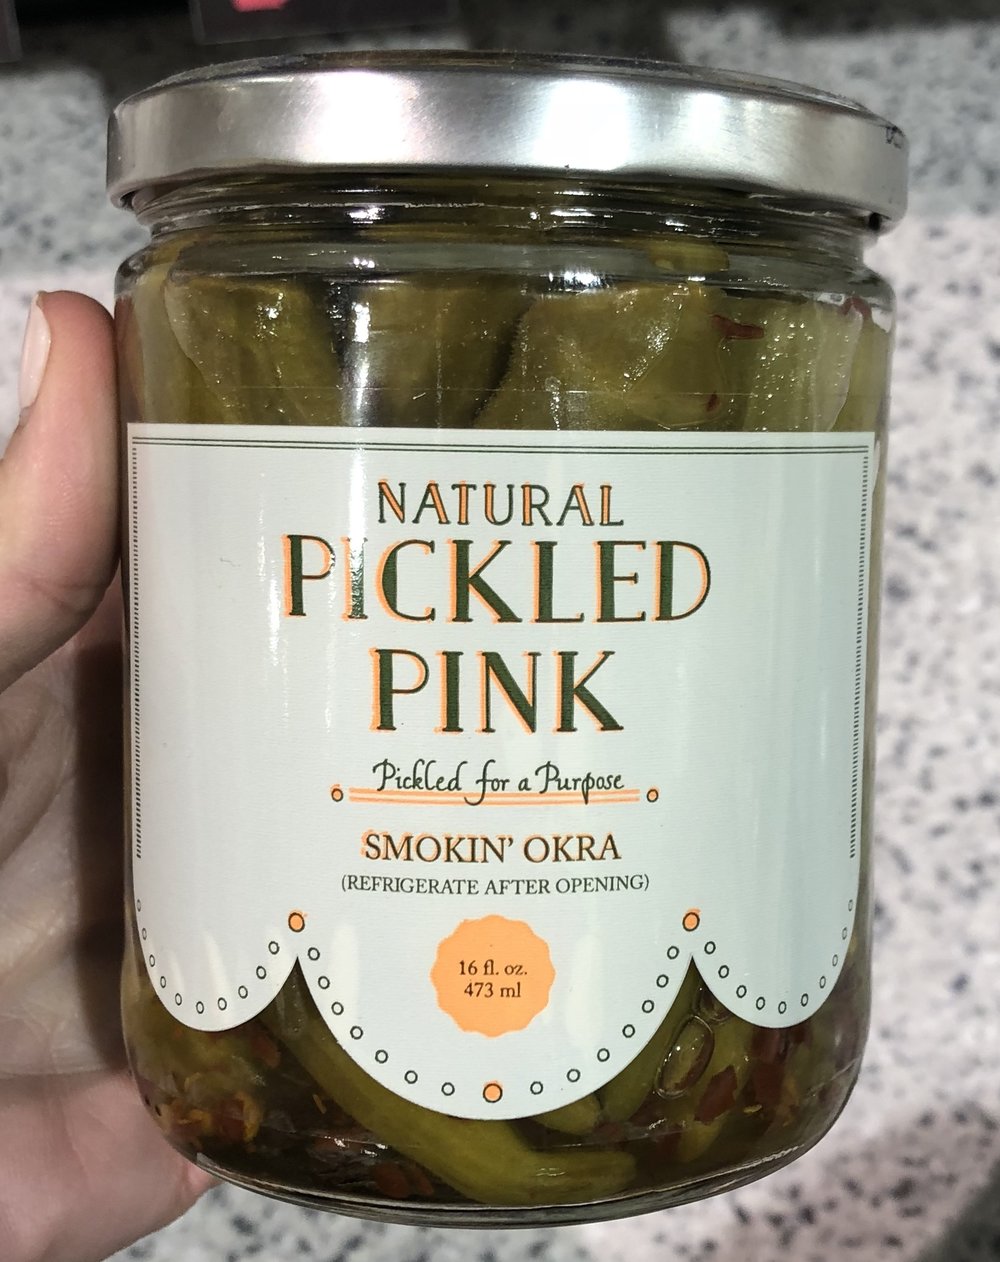 NATURAL
PICKLED
PINK
Pickled for a Purpose
SMOKIN' OKRA
(REFRIGERATE AFTER OPENING)
16 fl. oz.
473 ml